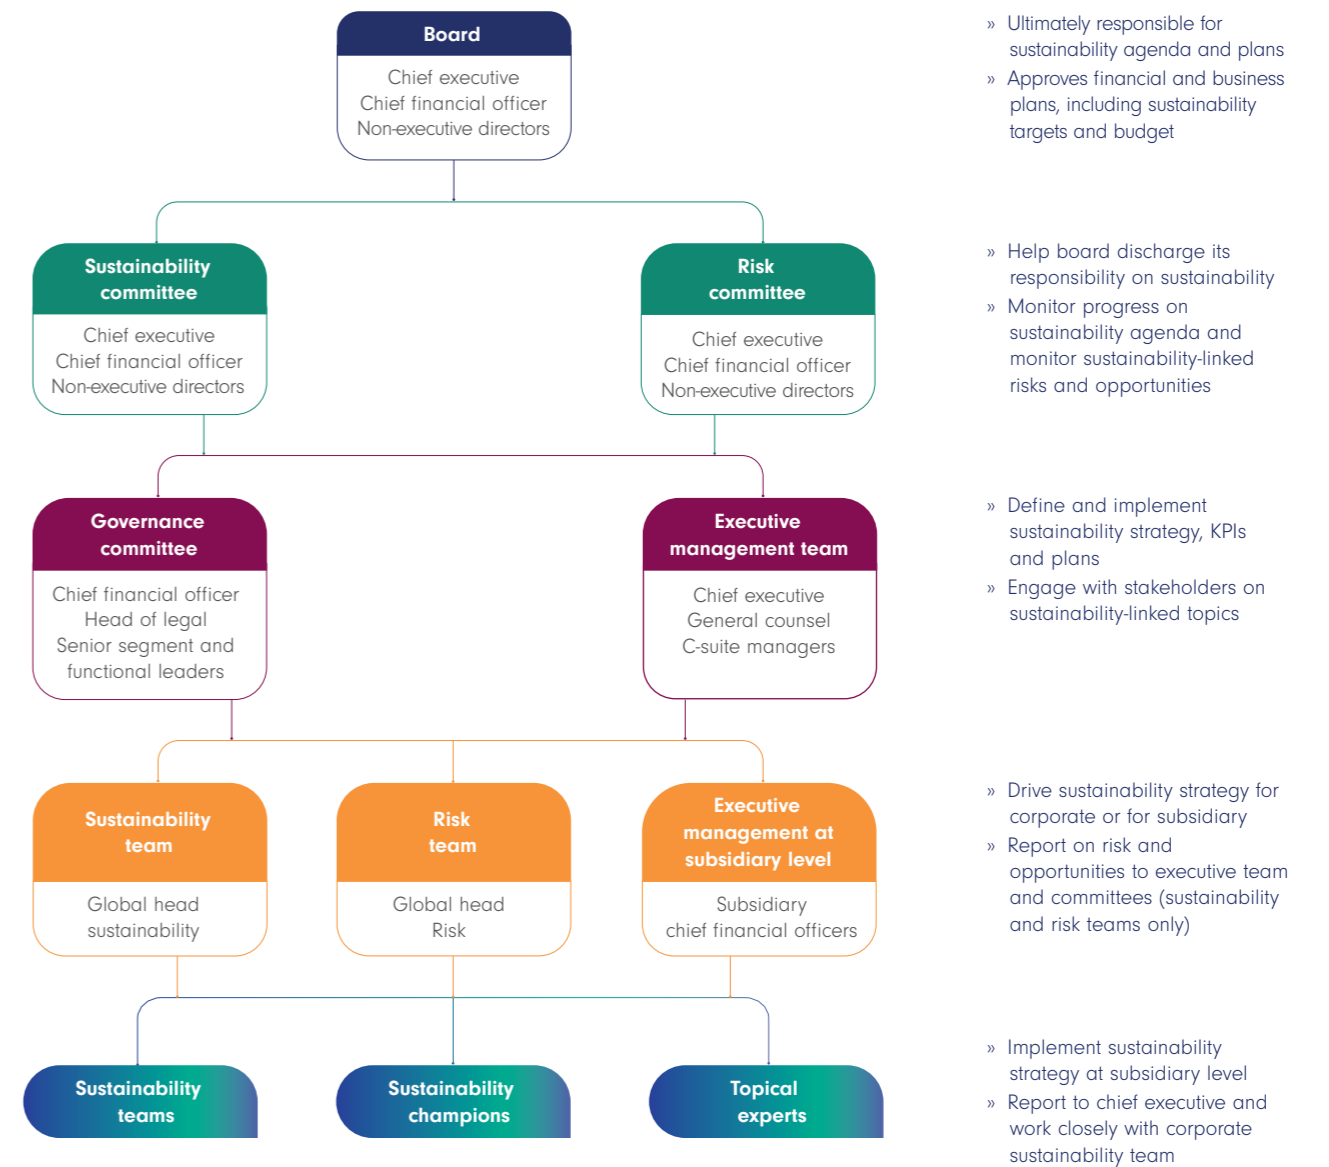 Board
Chief executive
Chief financial officer
Non-executive directors
» Ultimately responsible for
sustainability agenda and plans
» Approves financial and business
plans, including sustainability
targets and budget
Sustainability
committee
Chief executive
Chief financial officer
Non-executive directors
Risk
committee
Chief executive
Chief financial officer
Non-executive directors
» Help board discharge its
responsibility on sustainability
» Monitor progress on
sustainability agenda and
monitor sustainability-linked
risks and opportunities
Governance
committee
Chief financial officer
Head of legal
Senior segment and
functional leaders
Executive
management team
Chief executive
General counsel
C-suite managers
» Define and implement
sustainability strategy, KPIs
and plans
» Engage with stakeholders on
sustainability-linked topics
Sustainability
team
Global head
sustainability
Risk
team
Global head
Risk
Executive
management at
subsidiary level
Subsidiary
chief financial officers
» Drive sustainability strategy for
corporate or for subsidiary
» Report on risk and
opportunities to executive team
and committees (sustainability
and risk teams only)
Sustainability
teams
Sustainability
champions
Topical
experts
» Implement sustainability
strategy at subsidiary level
» Report to chief executive and
work closely with corporate
sustainability team